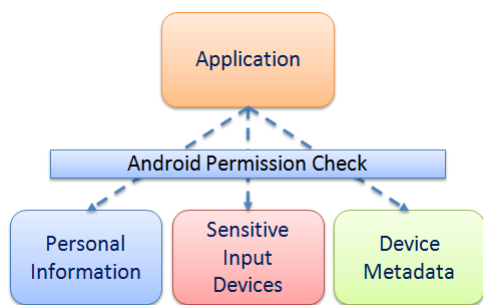 Application
Android Permission Check
Personal
Information
Sensitive
Input
Devices
Device
Metadata